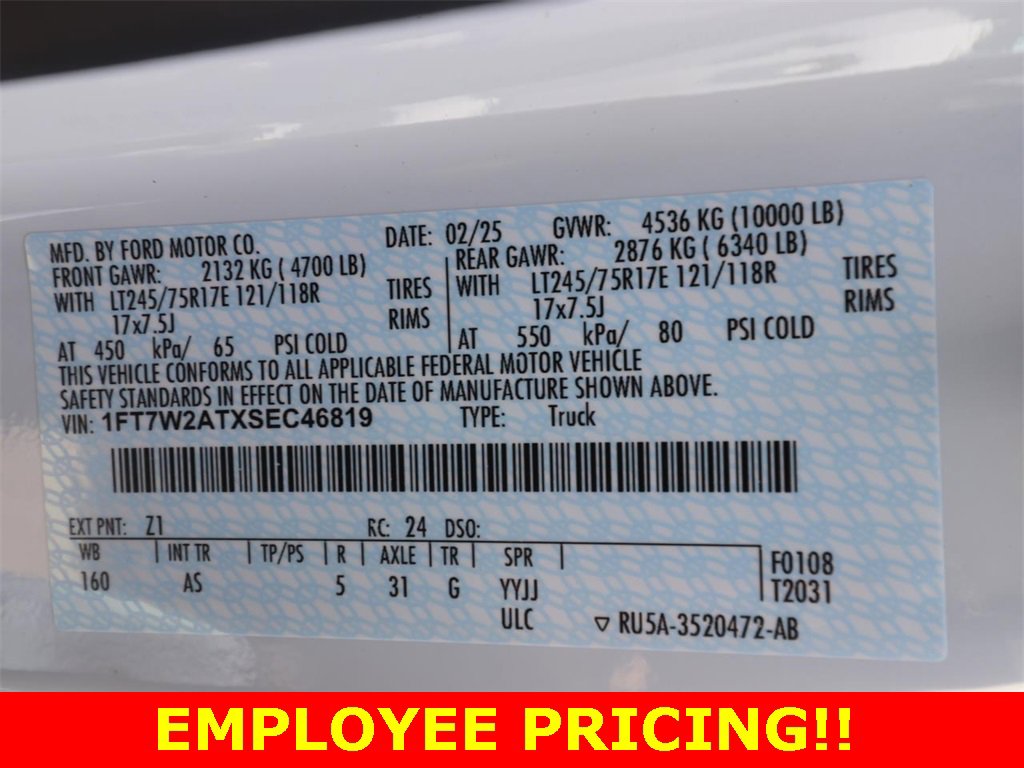 MFD. BY FORD MOTOR CO.
DATE: 02/25 GVWR: 4536 KG (10000 LB)
FRONT GAWR: 2132 KG ( 4700 LB)
REAR GAWR: 2876 KG ( 6340 LB)
WITH LT245/75R17E 121/118R TIRES
WITH LT245/75R17E 121/118R TIRES
17x7.5J RIMS
17x7.5J RIMS
AT 450 kPa/ 65 PSI COLD
AT 550 kPa/ 80 PSI COLD
THIS VEHICLE CONFORMS TO ALL APPLICABLE FEDERAL MOTOR VEHICLE
SAFETY STANDARDS IN EFFECT ON THE DATE OF MANUFACTURE SHOWN ABOVE.
VIN: 1FT7W2ATXSEC46819 TYPE: Truck
EXT PNT: Z1 RC: 24 DSO:
WB INT TR TP/PS R AXLE TR SPR
160 AS 5 31 G YYJJ
ULC
F0108
T2031
RU5A-3520472-AB
EMPLOYEE PRICING!!